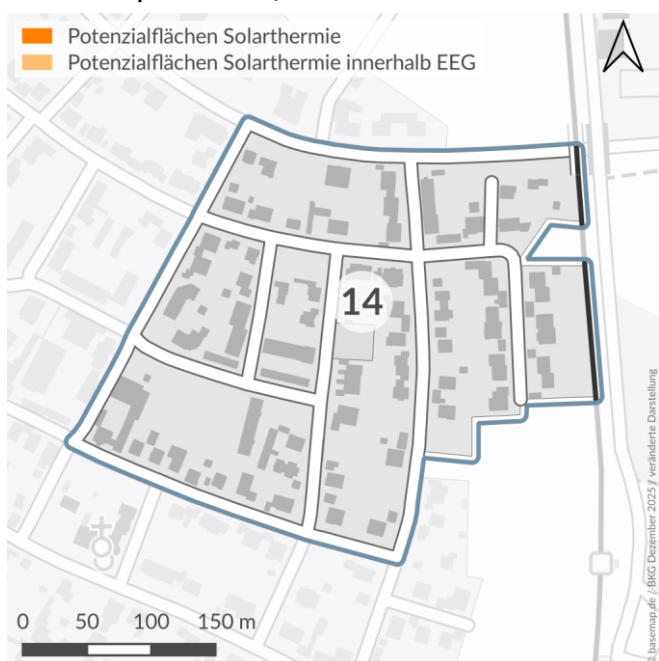 Potenzialflächen Solarthermie
Potenzialflächen Solarthermie innerhalb EEG
14
0 50 100 150 m
© basemap.de / BKG Dezember 2025 / veränderte Darstellung